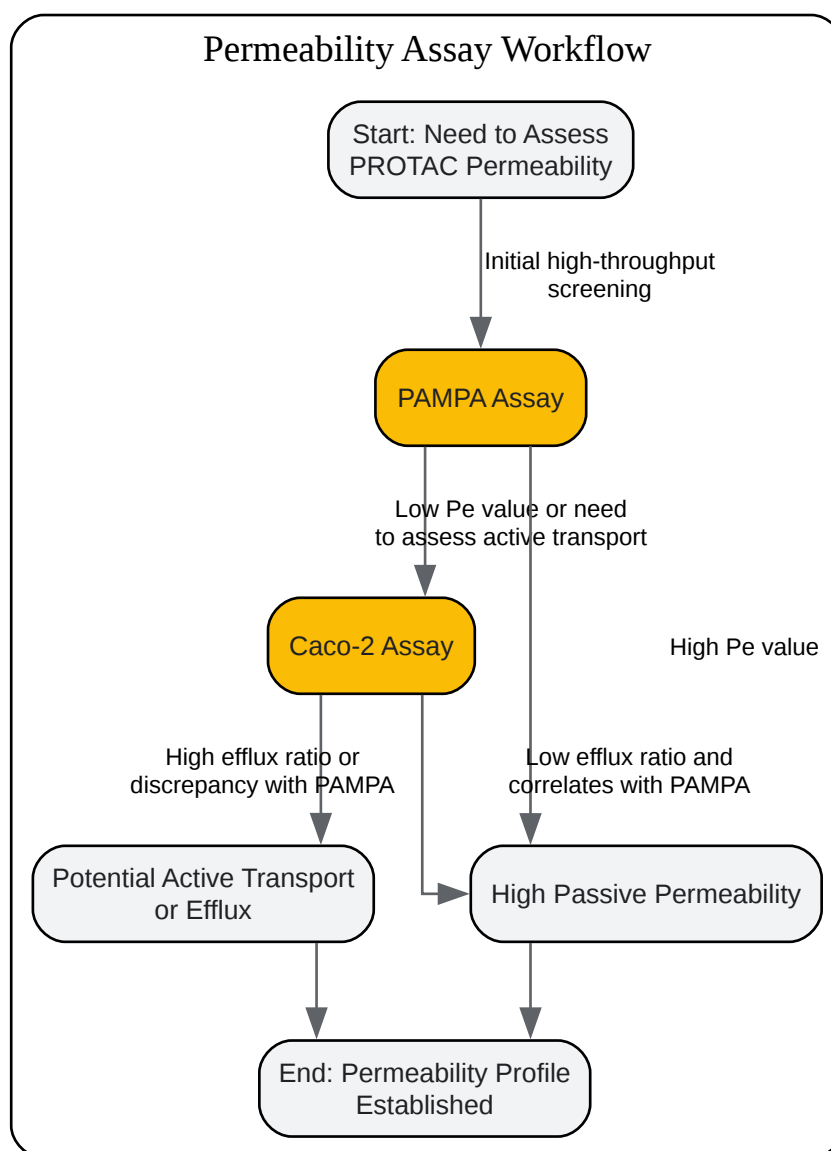 Permeability Assay Workflow
Start: Need to Assess
PROTAC Permeability
Initial high-throughput
screening
PAMPA Assay
Low Pe value or need
to assess active transport
Caco-2 Assay
High Pe value
High efflux ratio or
discrepancy with PAMPA
Low efflux ratio and
correlates with PAMPA
Potential Active Transport
or Efflux
High Passive Permeability
End: Permeability Profile
Established